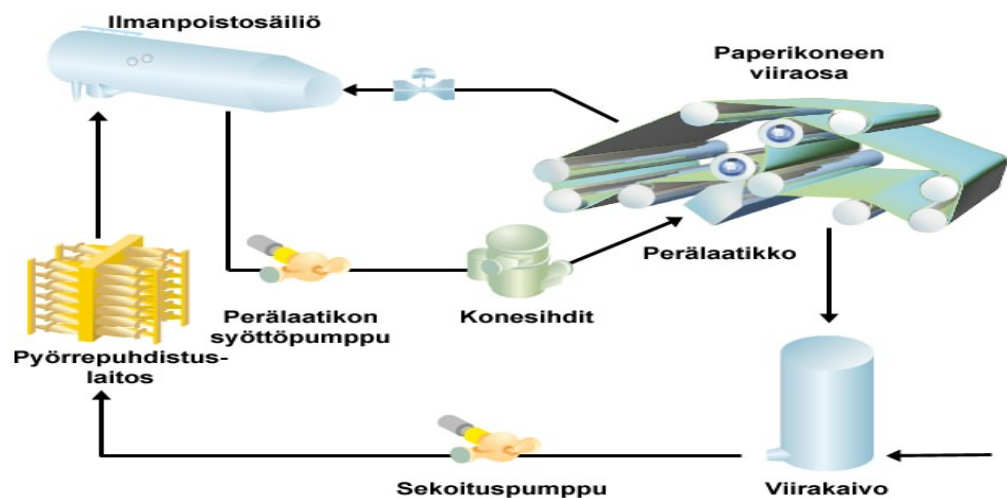 Ilmanpoistosäiliö
Paperikoneen
viiraosa
Perälaatikko
Perälaatikon
syöttöpumppu
Konesihdit
Pyörrepuhdistus-
laitos
Sekoituspumppu
Viirakaivo